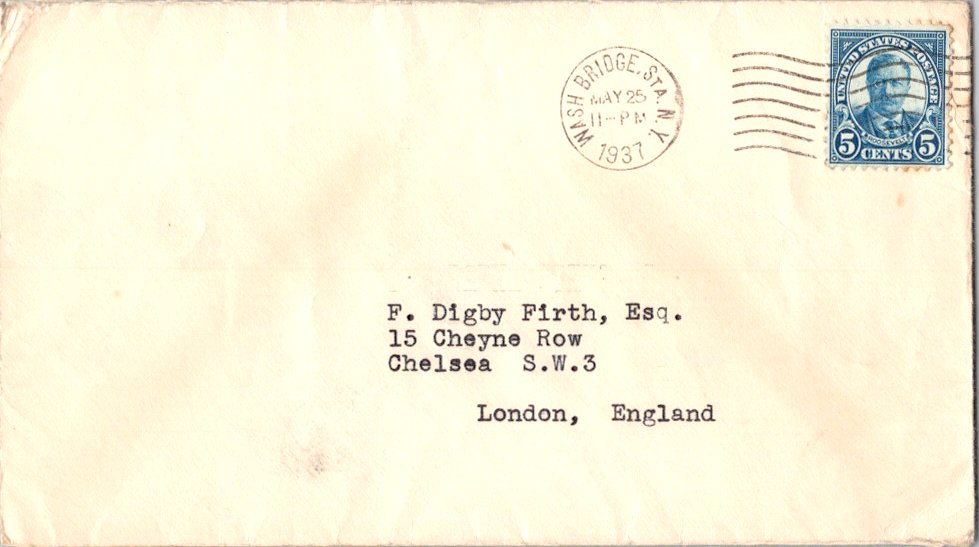 WASH BRIDGE. STA. N.Y.
MAY 25
11-PM
1937
UNITED STATES POSTAGE
ROOSEVELT
5 CENTS 5
F. Digby Firth, Esq.
15 Cheyne Row
Chelsea S.W.3
London, England